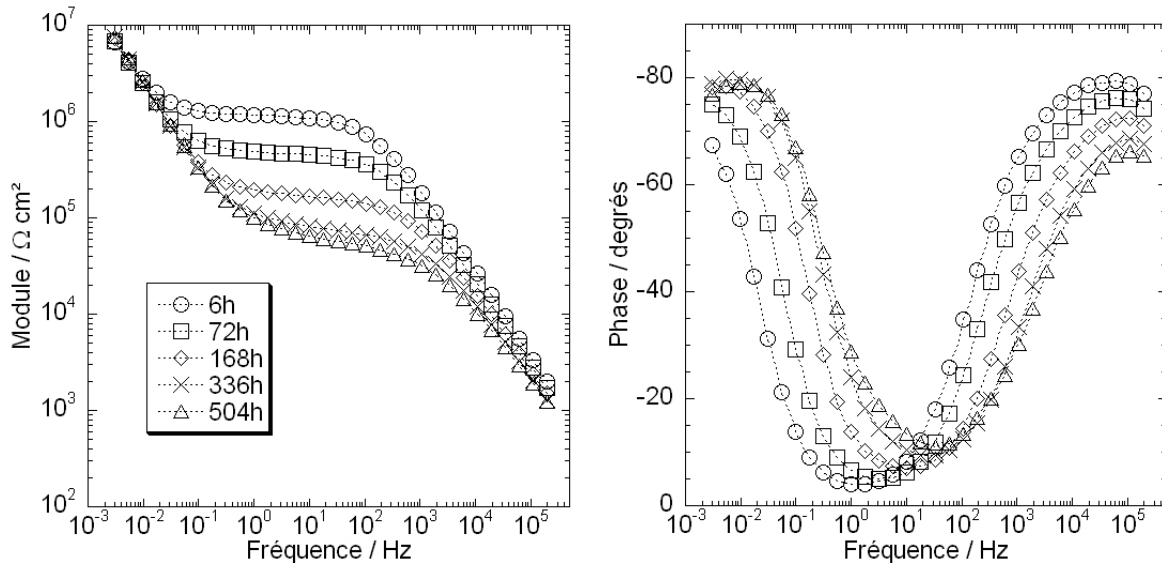 Module / Ω cm²
10⁷
10⁶
10⁵
10⁴
10³
10²
10⁻³ 10⁻² 10⁻¹ 10⁰ 10¹ 10² 10³ 10⁴ 10⁵
Fréquence / Hz
6h
72h
168h
336h
504h
Phase / degrés
-80
-60
-40
-20
0
10⁻³ 10⁻² 10⁻¹ 10⁰ 10¹ 10² 10³ 10⁴ 10⁵
Fréquence / Hz